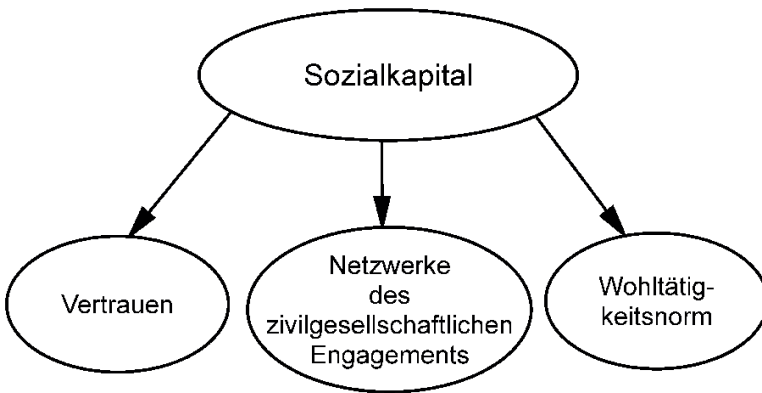 Sozialkapital
Vertrauen
Netzwerke
des
zivilgesellschaftlichen
Engagements
Wohltätig-
keitsnorm